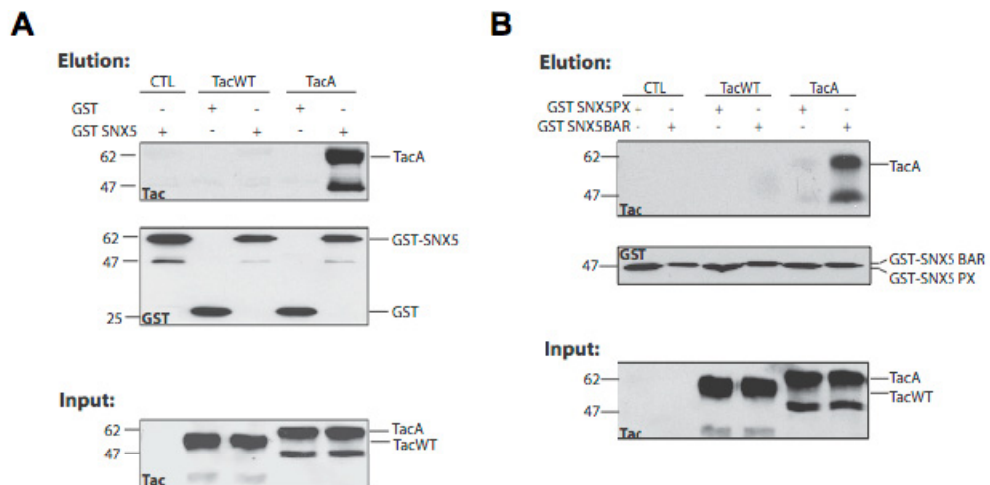 A
Elution:
CTL TacWT TacA
GST - + - + -
GST SNX5 + - + - +
62
TacA
47
Tac
62
GST-SNX5
47
25
GST
GST
Input:
62
TacA
TacWT
47
Tac
B
Elution:
CTL TacWT TacA
GST SNX5PX - + - + -
GST SNX5BAR - + - + - +
62
TacA
47
Tac
GST
47
GST-SNX5 BAR
GST-SNX5 PX
Input:
62
TacA
TacWT
47
Tac